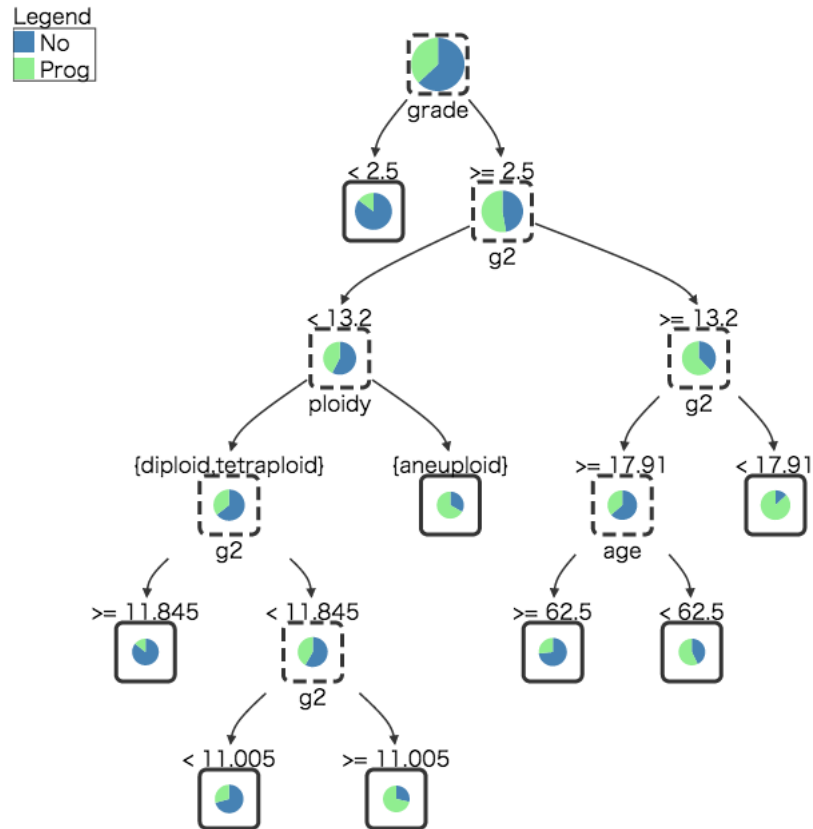 Legend
No
Prog
grade
< 2.5
>= 2.5
g2
< 13.2
>= 13.2
ploidy
g2
{diploid,tetraploid}
{aneuploid}
>= 17.91
< 17.91
g2
age
>= 11.845
< 11.845
>= 62.5
< 62.5
g2
< 11.005
>= 11.005